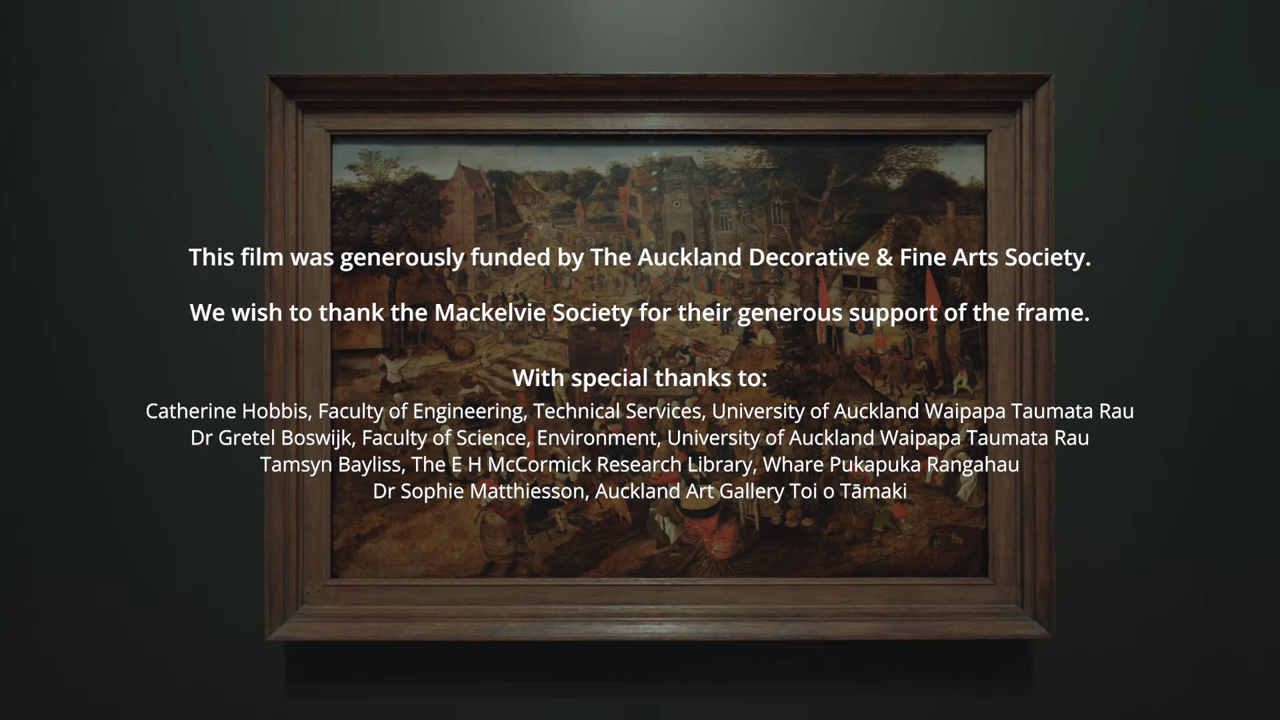 This film was generously funded by The Auckland Decorative & Fine Arts Society.
We wish to thank the Mackelvie Society for their generous support of the frame.
With special thanks to:
Catherine Hobbis, Faculty of Engineering, Technical Services, University of Auckland Waipapa Taumata Rau
Dr Gretel Boswijk, Faculty of Science, Environment, University of Auckland Waipapa Taumata Rau
Tamsyn Bayliss, The E H McCormick Research Library, Whare Pukapuka Rangahau
Dr Sophie Matthiesson, Auckland Art Gallery Toi o Tāmaki